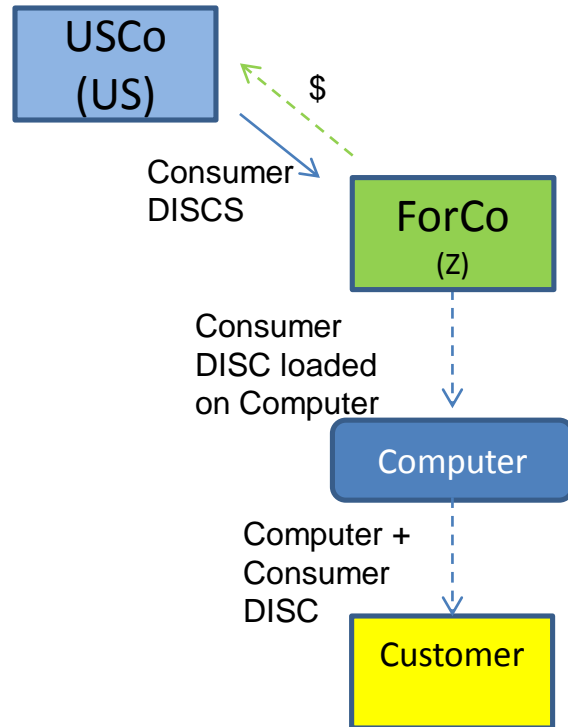 USCo
(US)
$
Consumer
DISCS
ForCo
(Z)
Consumer
DISC loaded
on Computer
Computer
Computer +
Consumer
DISC
Customer